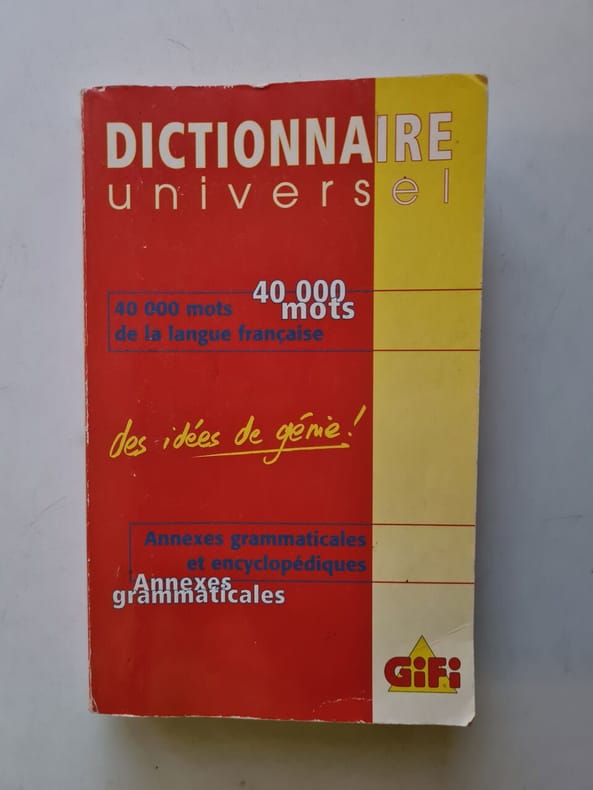 DICTIONNAIRE
universel
40 000
mots
40 000 mots
de la langue française
des idées de génie!
Annexes grammaticales
et encyclopédiques
Annexes
grammaticales
GiFi